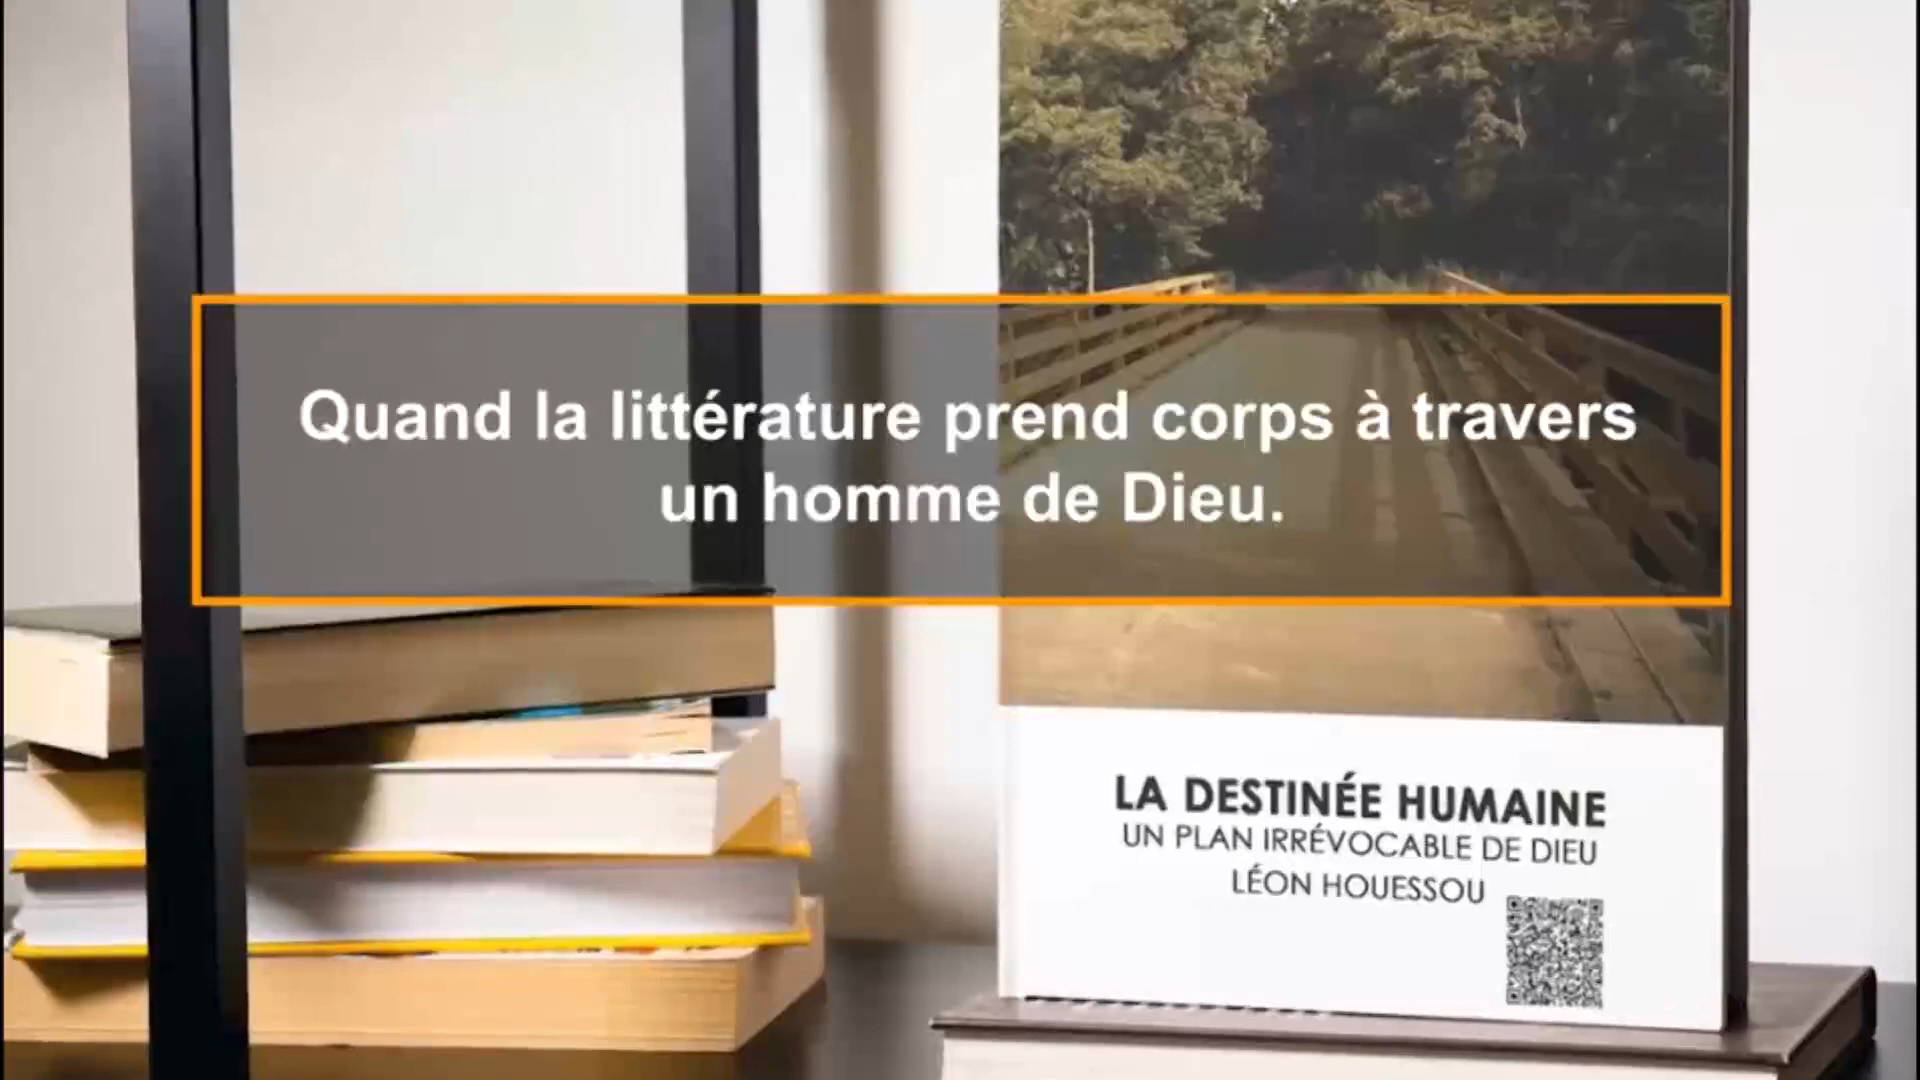 Quand la littérature prend corps à travers
un homme de Dieu.
LA DESTINÉE HUMAINE
UN PLAN IRRÉVOCABLE DE DIEU
LÉON HOUESSOU